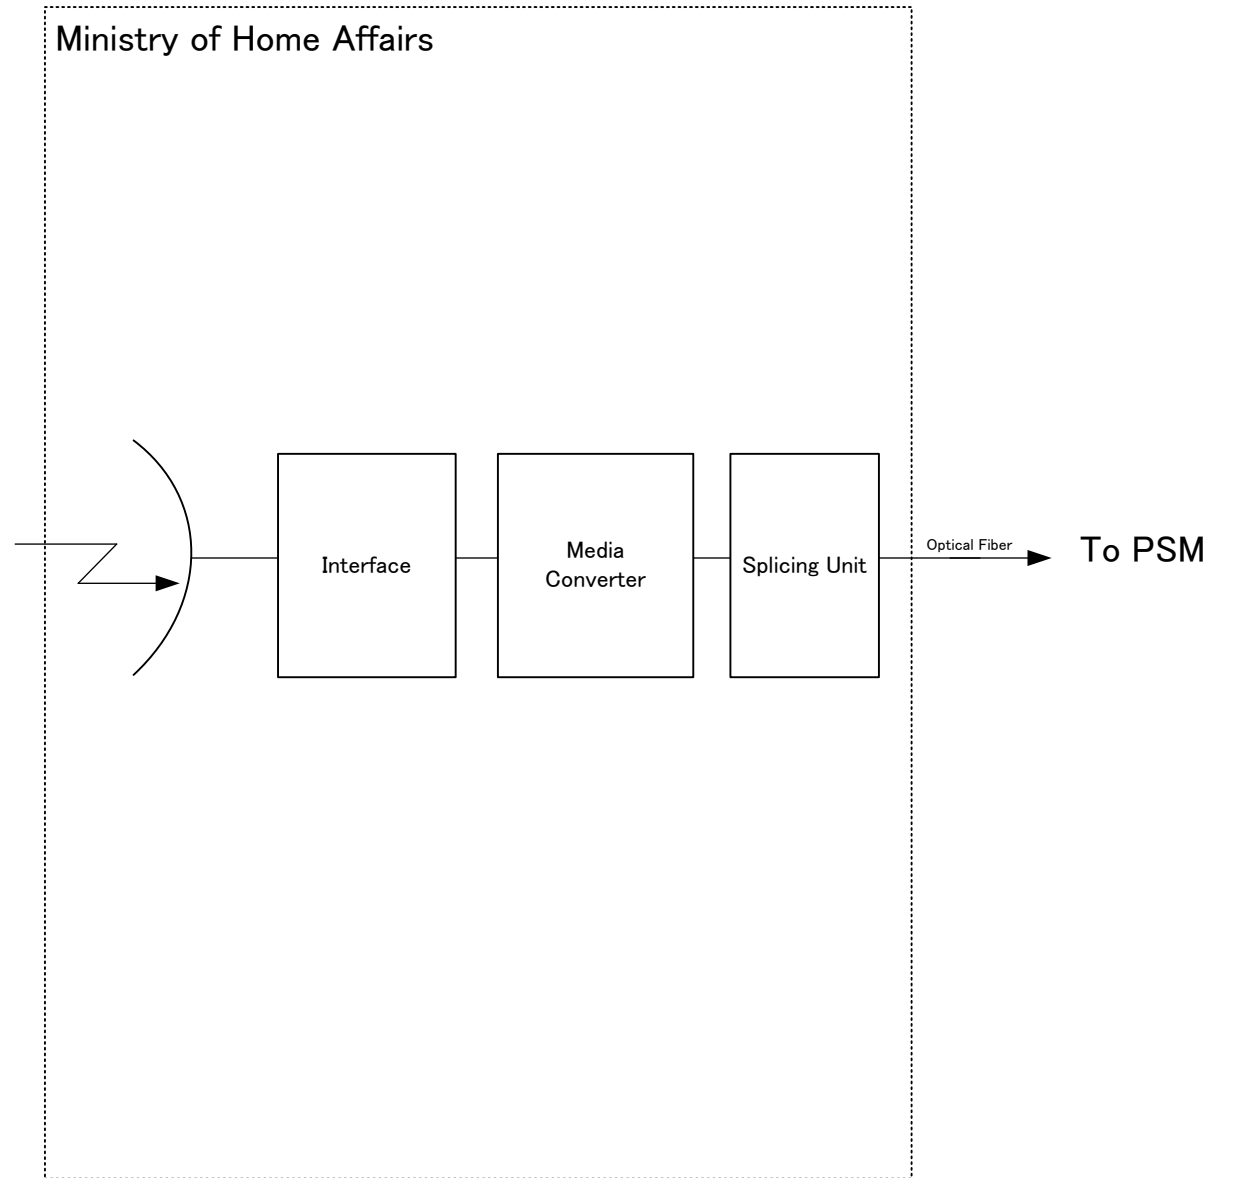 Ministry of Home Affairs
Interface
Media
Converter
Splicing Unit
Optical Fiber
To PSM